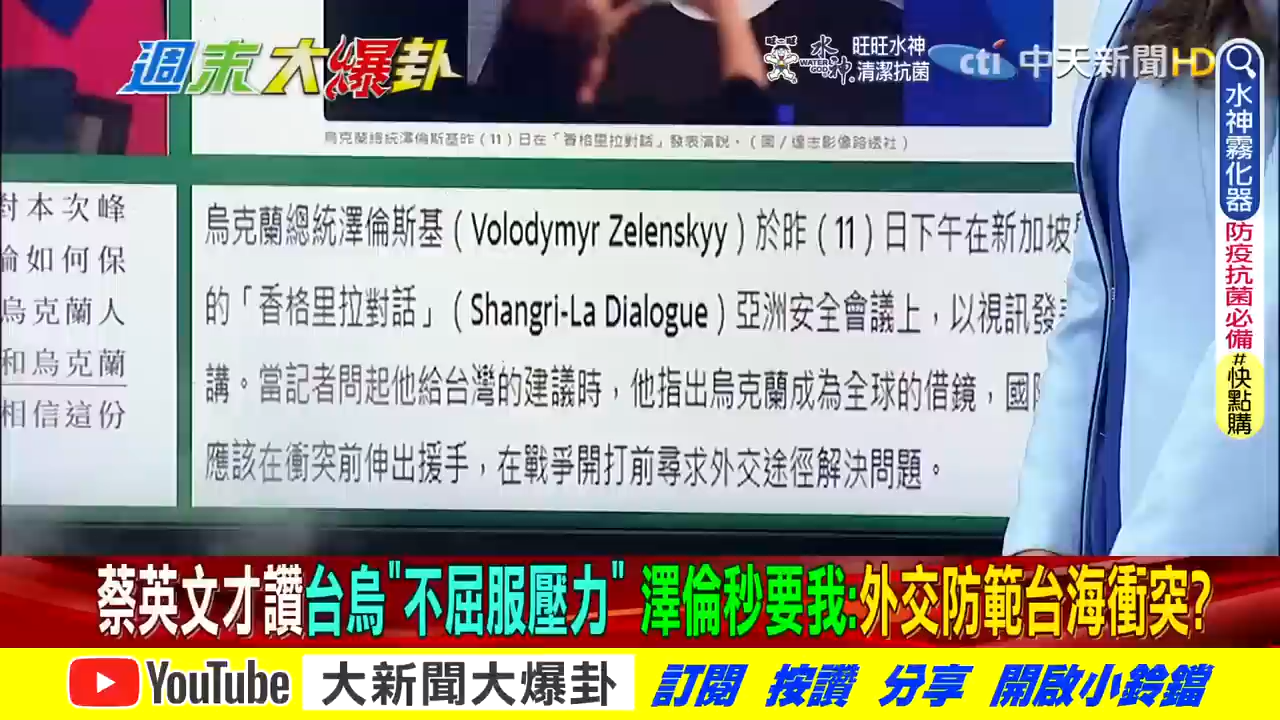 週末大爆卦
水神
WATER GOD
旺旺水神
清潔抗菌
cti 中天新聞HD
水神霧化器
防疫抗菌必備
#快點購
烏克蘭總統澤倫斯基昨（11）日在「香格里拉對話」發表演說。（圖／達志影像路透社）
對本次峰
論如何保
烏克蘭人
和烏克蘭
相信這份
烏克蘭總統澤倫斯基（Volodymyr Zelenskyy）於昨（11）日下午在新加坡
的「香格里拉對話」（Shangri-La Dialogue）亞洲安全會議上，以視訊發
講。當記者問起他給台灣的建議時，他指出烏克蘭成為全球的借鏡，國
應該在衝突前伸出援手，在戰爭開打前尋求外交途徑解決問題。
蔡英文才讚台烏"不屈服壓力" 澤倫秒要我:外交防範台海衝突?
YouTube 大新聞大爆卦 訂閱 按讚 分享 開啟小鈴鐺